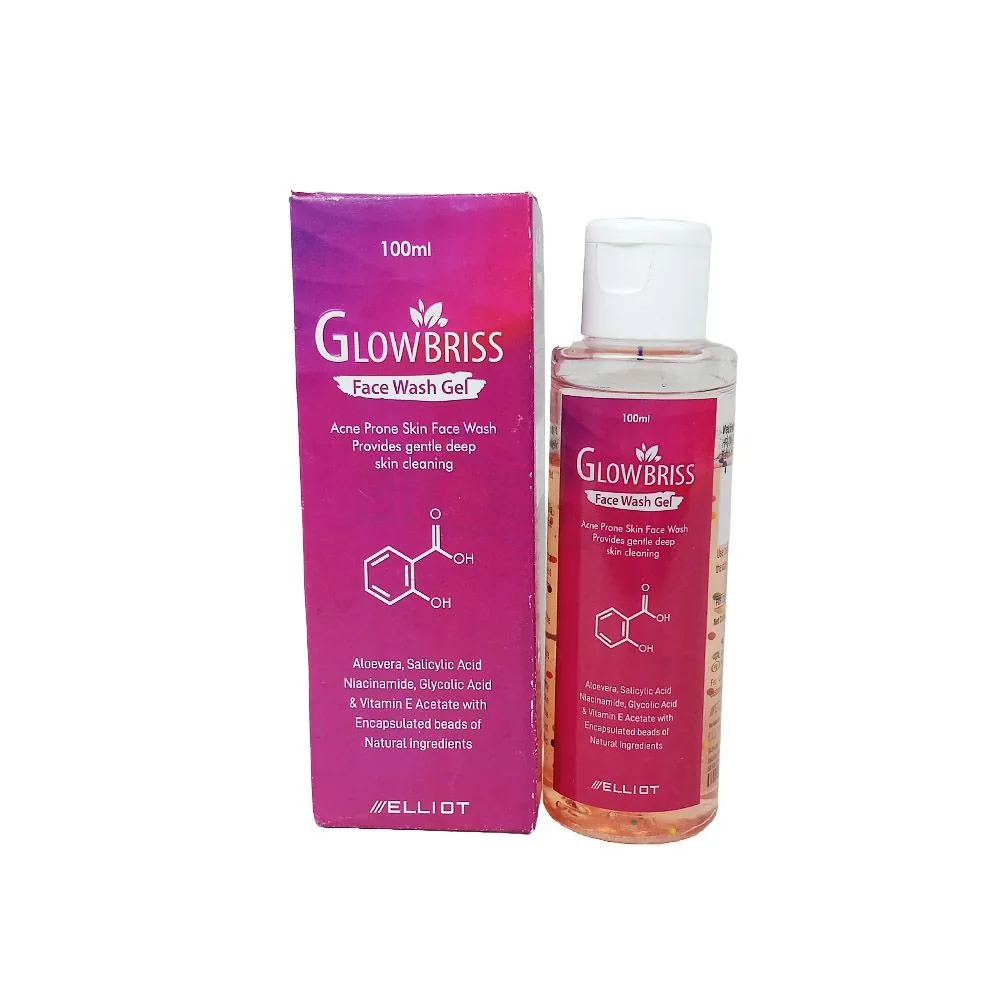 100ml
GLOWBRISS
Face Wash Gel
Acne Prone Skin Face Wash
Provides gentle deep
skin cleaning
O
OH
OH
Aloevera, Salicylic Acid
Niacinamide, Glycolic Acid
& Vitamin E Acetate with
Encapsulated beads of
Natural ingredients
///ELLIOT
100ml
GLOWBRISS
Face Wash Gel
Acne Prone Skin Face Wash
Provides gentle deep
skin cleaning
O
OH
OH
Aloevera, Salicylic Acid
Niacinamide, Glycolic Acid
& Vitamin E Acetate with
Encapsulated beads of
Natural ingredients
///ELLIOT